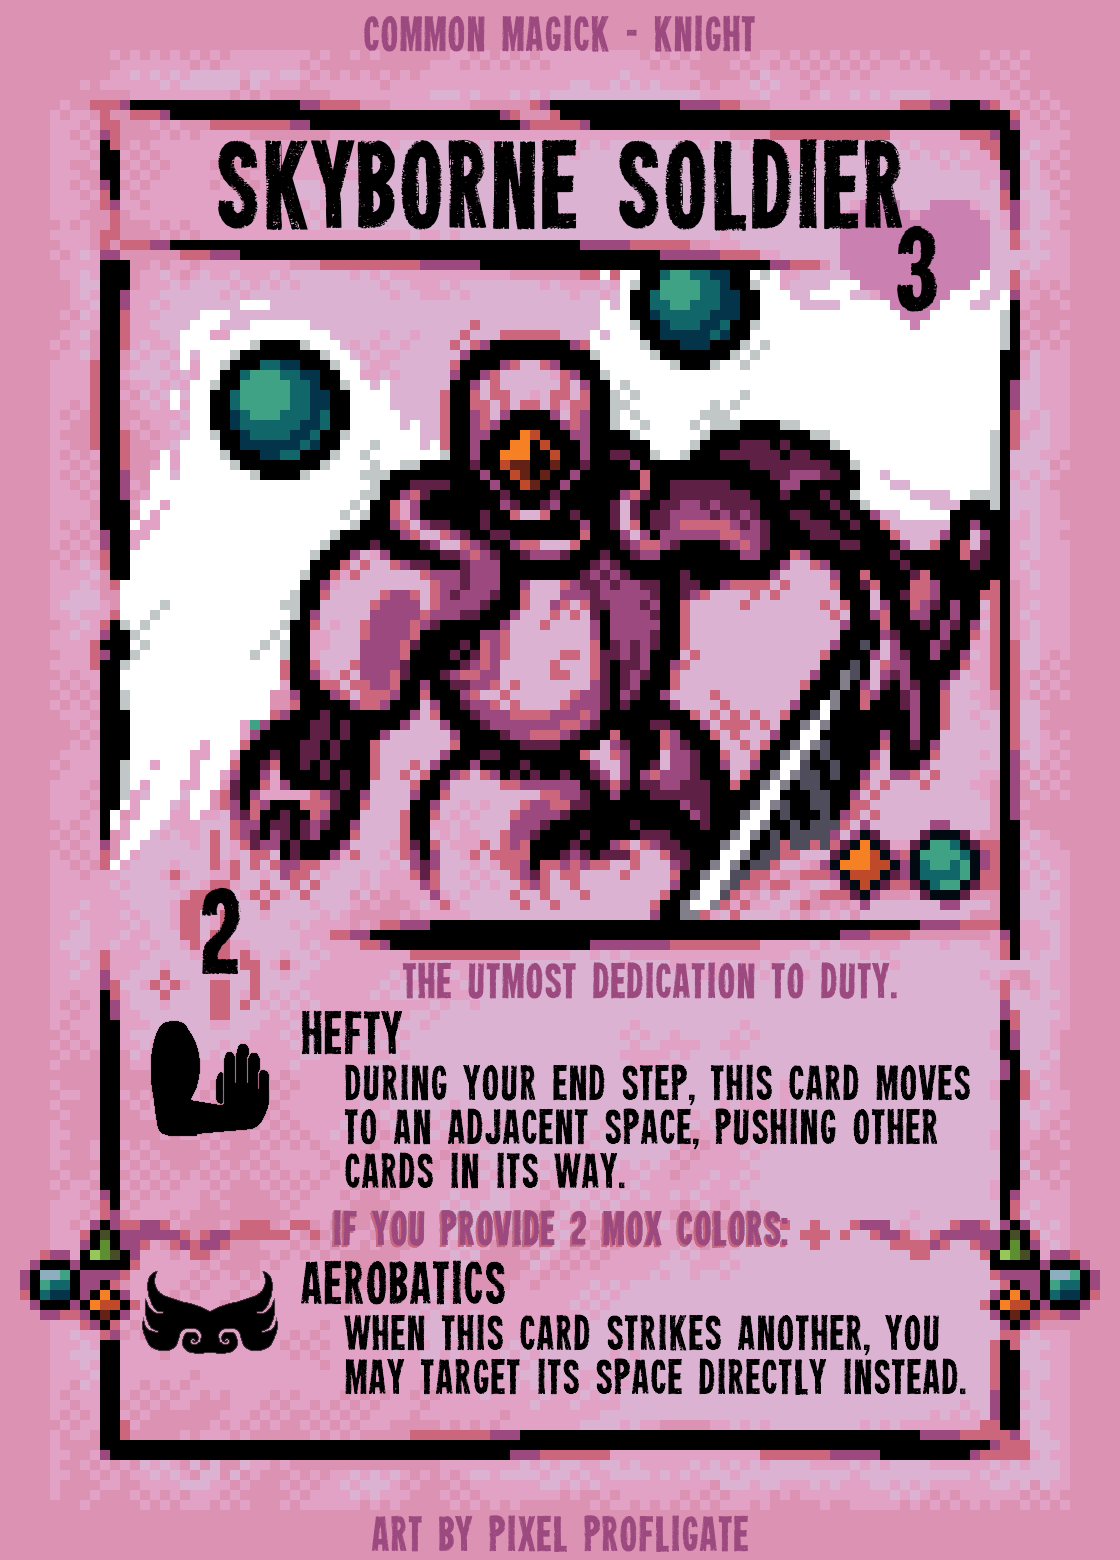 COMMON MAGICK - KNIGHT
SKYBORNE SOLDIER
3
2
THE UTMOST DEDICATION TO DUTY.
HEFTY
DURING YOUR END STEP, THIS CARD MOVES
TO AN ADJACENT SPACE, PUSHING OTHER
CARDS IN ITS WAY.
IF YOU PROVIDE 2 MOX COLORS:
AEROBATICS
WHEN THIS CARD STRIKES ANOTHER, YOU
MAY TARGET ITS SPACE DIRECTLY INSTEAD.
ART BY PIXEL PROFLIGATE